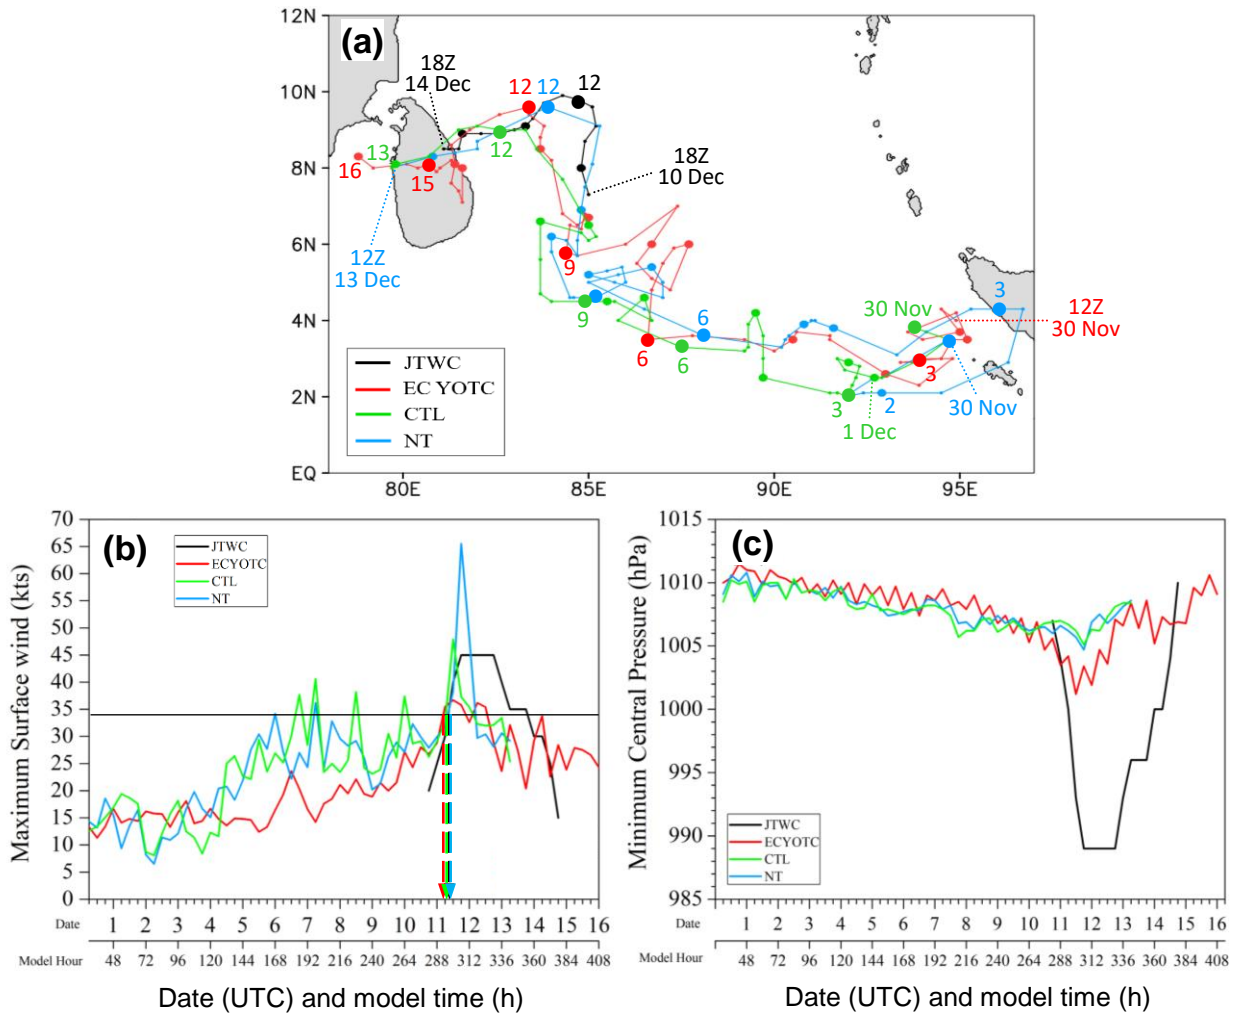 12N
10N
8N
6N
4N
2N
EQ
80E
85E
90E
95E
(a)
18Z
14 Dec
12
12
12
18Z
10 Dec
13
12
16
15
12Z
13 Dec
9
9
6
6
6
30 Nov
3
12Z
30 Nov
3
3
2
1 Dec
30 Nov
JTWC
EC YOTC
CTL
NT
(b)
Maximum Surface wind (kts)
70
65
60
55
50
45
40
35
30
25
20
15
10
5
0
JTWC
ECYOTC
CTL
NT
Date 1 2 3 4 5 6 7 8 9 10 11 12 13 14 15 16
Model Hour 48 72 96 120 144 168 192 216 240 264 288 312 336 360 384 408
Date (UTC) and model time (h)
(c)
Minimum Central Pressure (hPa)
1015
1010
1005
1000
995
990
985
JTWC
ECYOTC
CTL
NT
Date 1 2 3 4 5 6 7 8 9 10 11 12 13 14 15 16
Model Hour 48 72 96 120 144 168 192 216 240 264 288 312 336 360 384 408
Date (UTC) and model time (h)